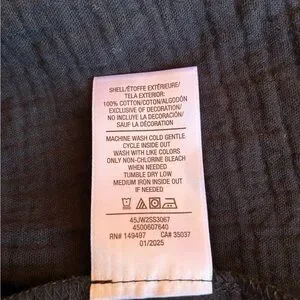 SHELL/ÉTOFFE EXTÉRIEURE/
TELA EXTERIOR:
100% COTTON/COTON/ALGODÓN
EXCLUSIVE OF DECORATION/
NO INCLUYE LA DECORACIÓN/
SAUF LA DÉCORATION
MACHINE WASH COLD GENTLE
CYCLE INSIDE OUT
WASH WITH LIKE COLORS
ONLY NON-CHLORINE BLEACH
WHEN NEEDED
TUMBLE DRY LOW
MEDIUM IRON INSIDE OUT
IF NEEDED
45JW2SS3067
4500607640
RN# 149497 CA# 35037
01/2025